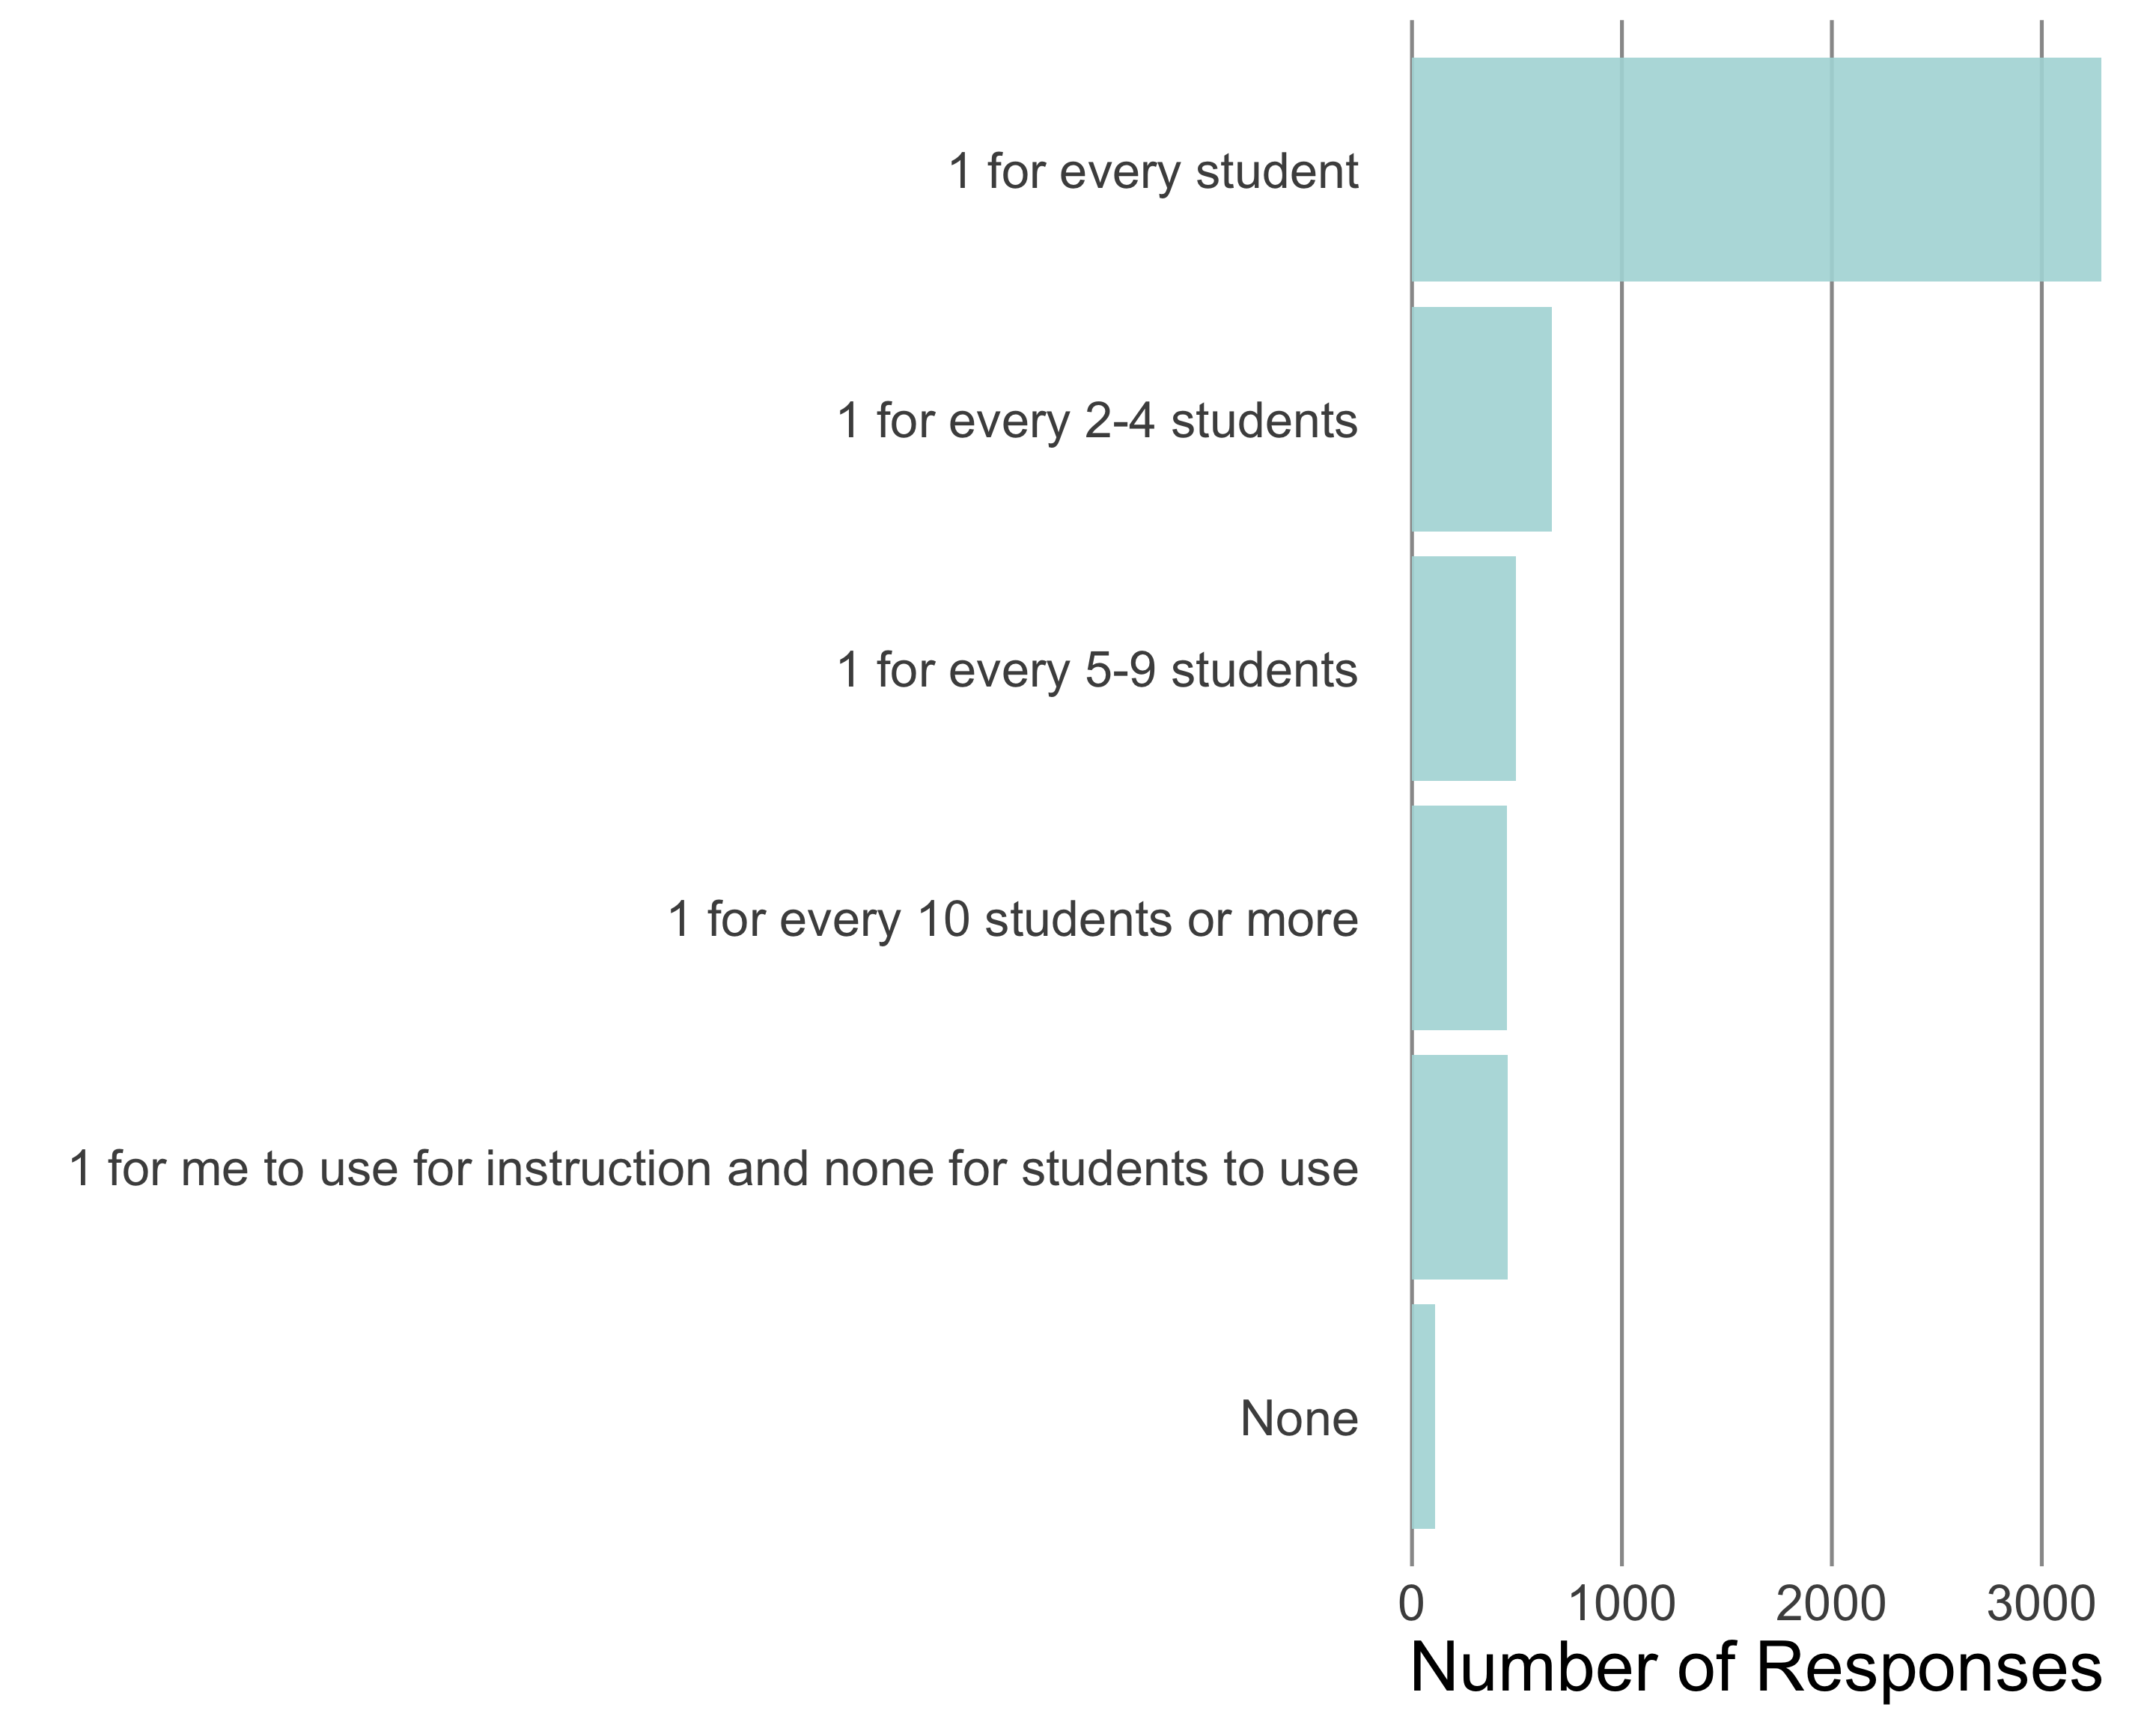 1 for every student
1 for every 2-4 students
1 for every 5-9 students
1 for every 10 students or more
1 for me to use for instruction and none for students to use
None
0 1000 2000 3000
Number of Responses